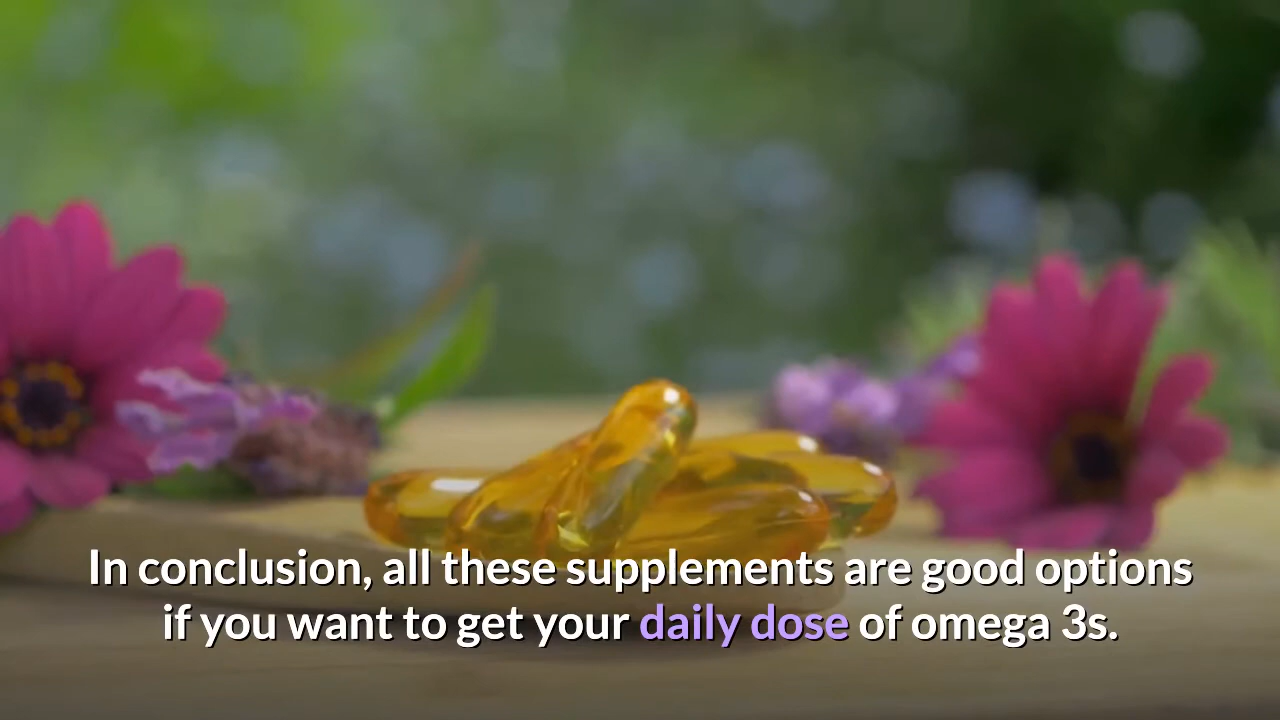 In conclusion, all these supplements are good options
if you want to get your daily dose of omega 3s.